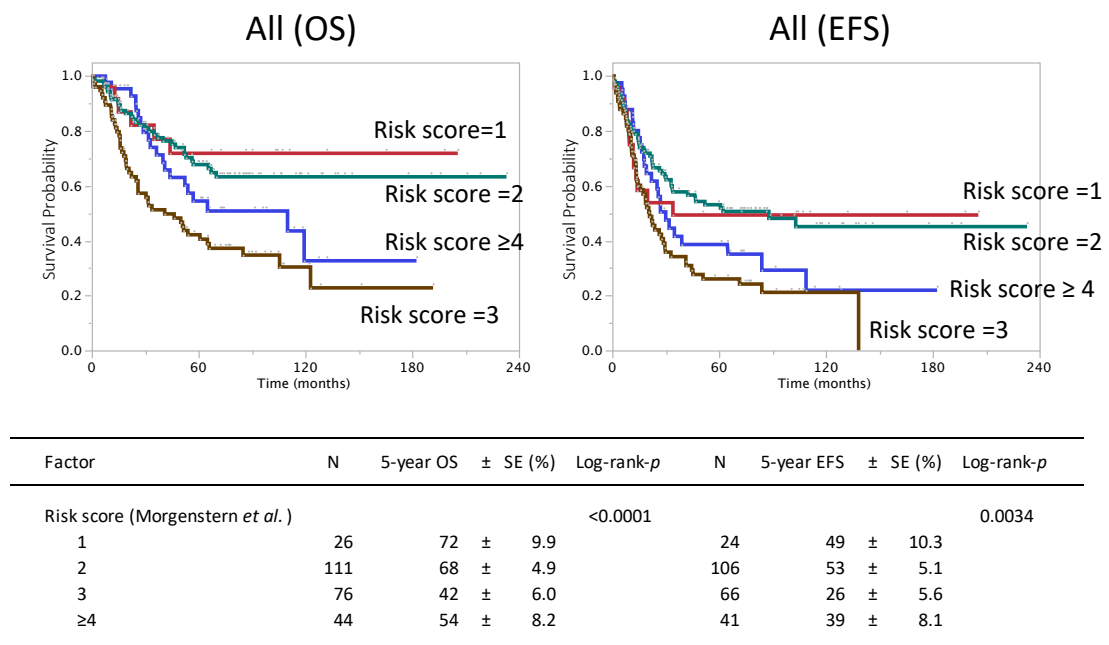 All (OS)
All (EFS)
Survival Probability
1.0
0.8
0.6
0.4
0.2
0.0
0
60
120
180
240
Time (months)
Risk score=1
Risk score =2
Risk score ≥4
Risk score =3
Survival Probability
1.0
0.8
0.6
0.4
0.2
0.0
0
60
120
180
240
Time (months)
Risk score =1
Risk score =2
Risk score ≥ 4
Risk score =3
Factor N 5-year OS ± SE (%) Log-rank-p N 5-year EFS ± SE (%) Log-rank-p
Risk score (Morgenstern et al. ) <0.0001 0.0034
1 26 72 ± 9.9 24 49 ± 10.3
2 111 68 ± 4.9 106 53 ± 5.1
3 76 42 ± 6.0 66 26 ± 5.6
≥4 44 54 ± 8.2 41 39 ± 8.1